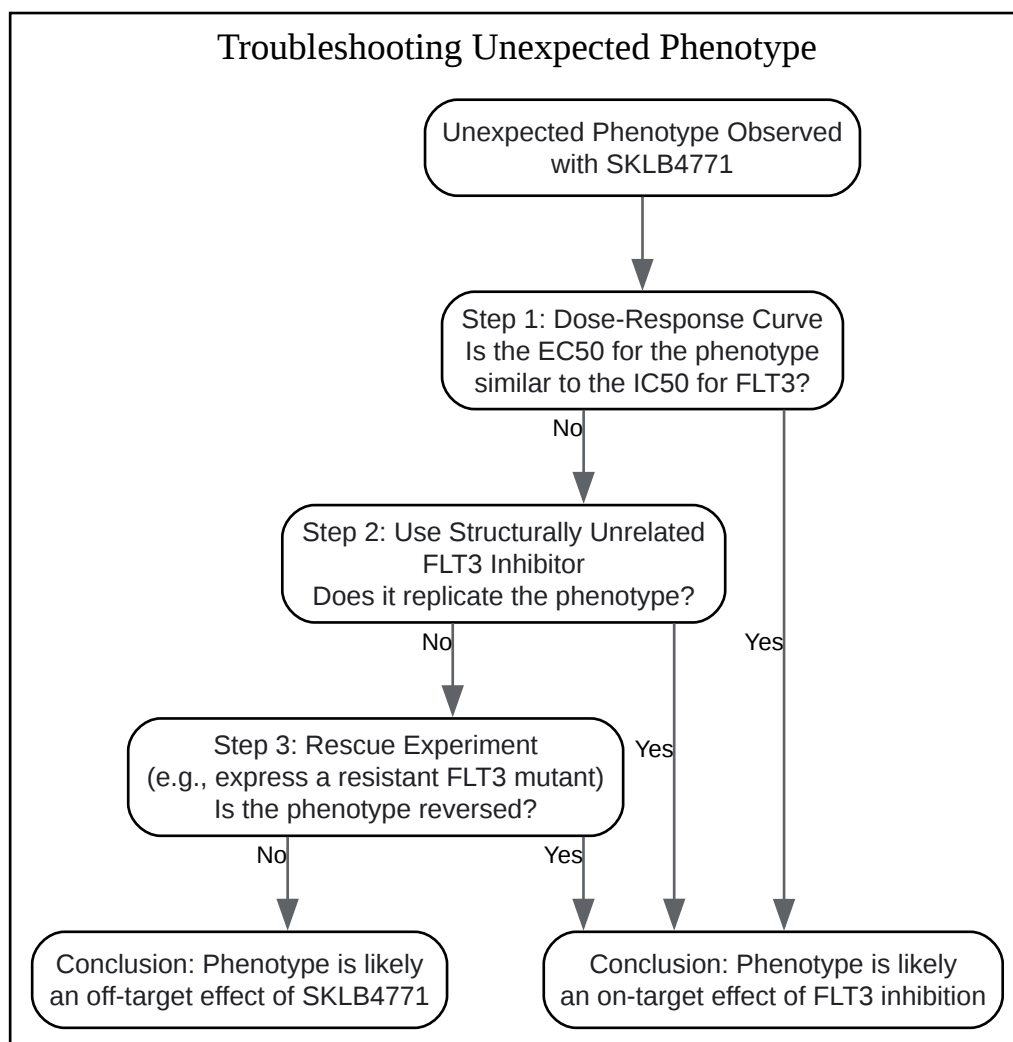 Troubleshooting Unexpected Phenotype
Unexpected Phenotype Observed
with SKLB4771
Step 1: Dose-Response Curve
Is the EC50 for the phenotype
similar to the IC50 for FLT3?
No
Step 2: Use Structurally Unrelated
FLT3 Inhibitor
Does it replicate the phenotype?
No
Yes
Step 3: Rescue Experiment
(e.g., express a resistant FLT3 mutant)
Is the phenotype reversed?
Yes
No
Yes
Conclusion: Phenotype is likely
an off-target effect of SKLB4771
Conclusion: Phenotype is likely
an on-target effect of FLT3 inhibition